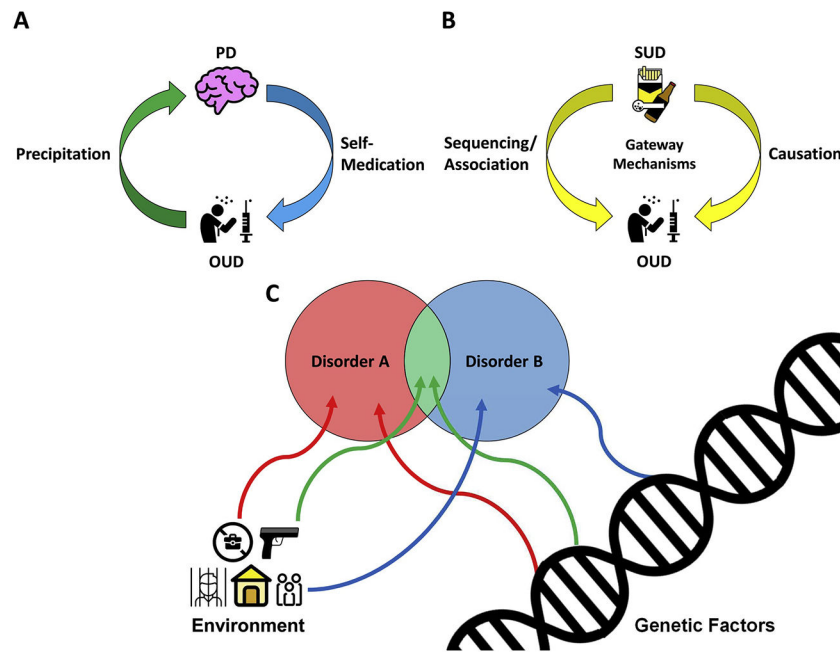 A
B
PD
SUD
Precipitation
Self-
Medication
Sequencing/
Association
Gateway
Mechanisms
Causation
OUD
OUD
C
Disorder A
Disorder B
Environment
Genetic Factors